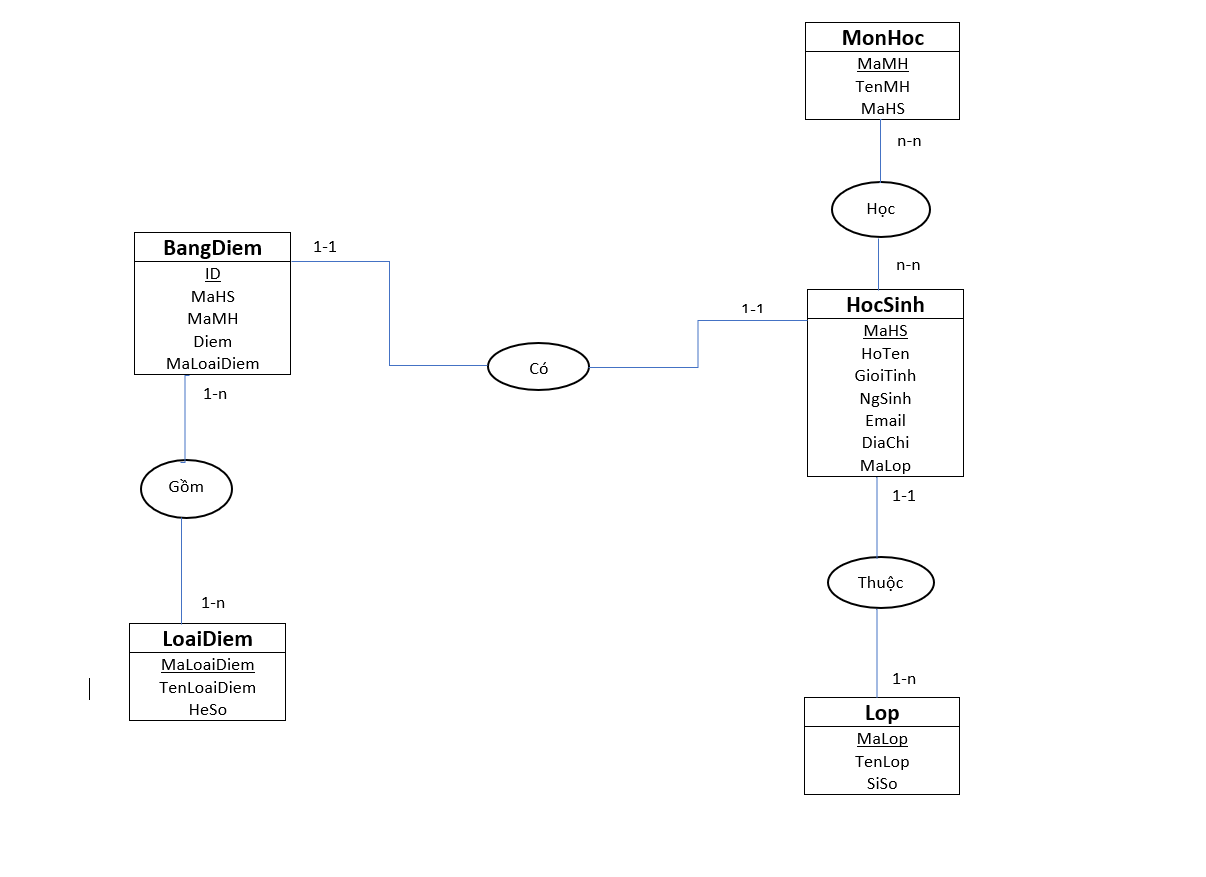 MonHoc
MaMH
TenMH
MaHS
n-n
Học
n-n
HocSinh
MaHS
HoTen
GioiTinh
NgSinh
Email
DiaChi
MaLop
1-1
Thuộc
1-n
Lop
MaLop
TenLop
SiSo
1-1
Có
1-1
BangDiem
ID
MaHS
MaMH
Diem
MaLoaiDiem
1-n
Gồm
1-n
LoaiDiem
MaLoaiDiem
TenLoaiDiem
HeSo